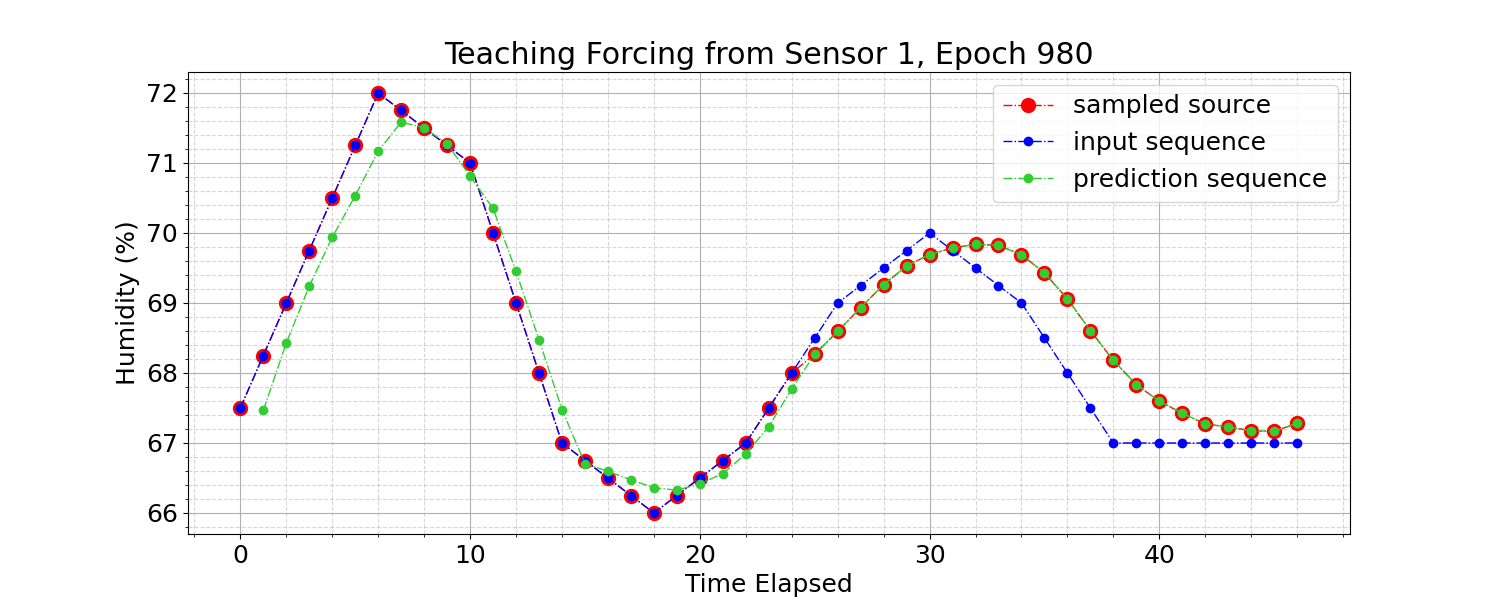 Teaching Forcing from Sensor 1, Epoch 980
72
71
70
69
68
67
66
Humidity (%)
sampled source
input sequence
prediction sequence
0 10 20 30 40
Time Elapsed